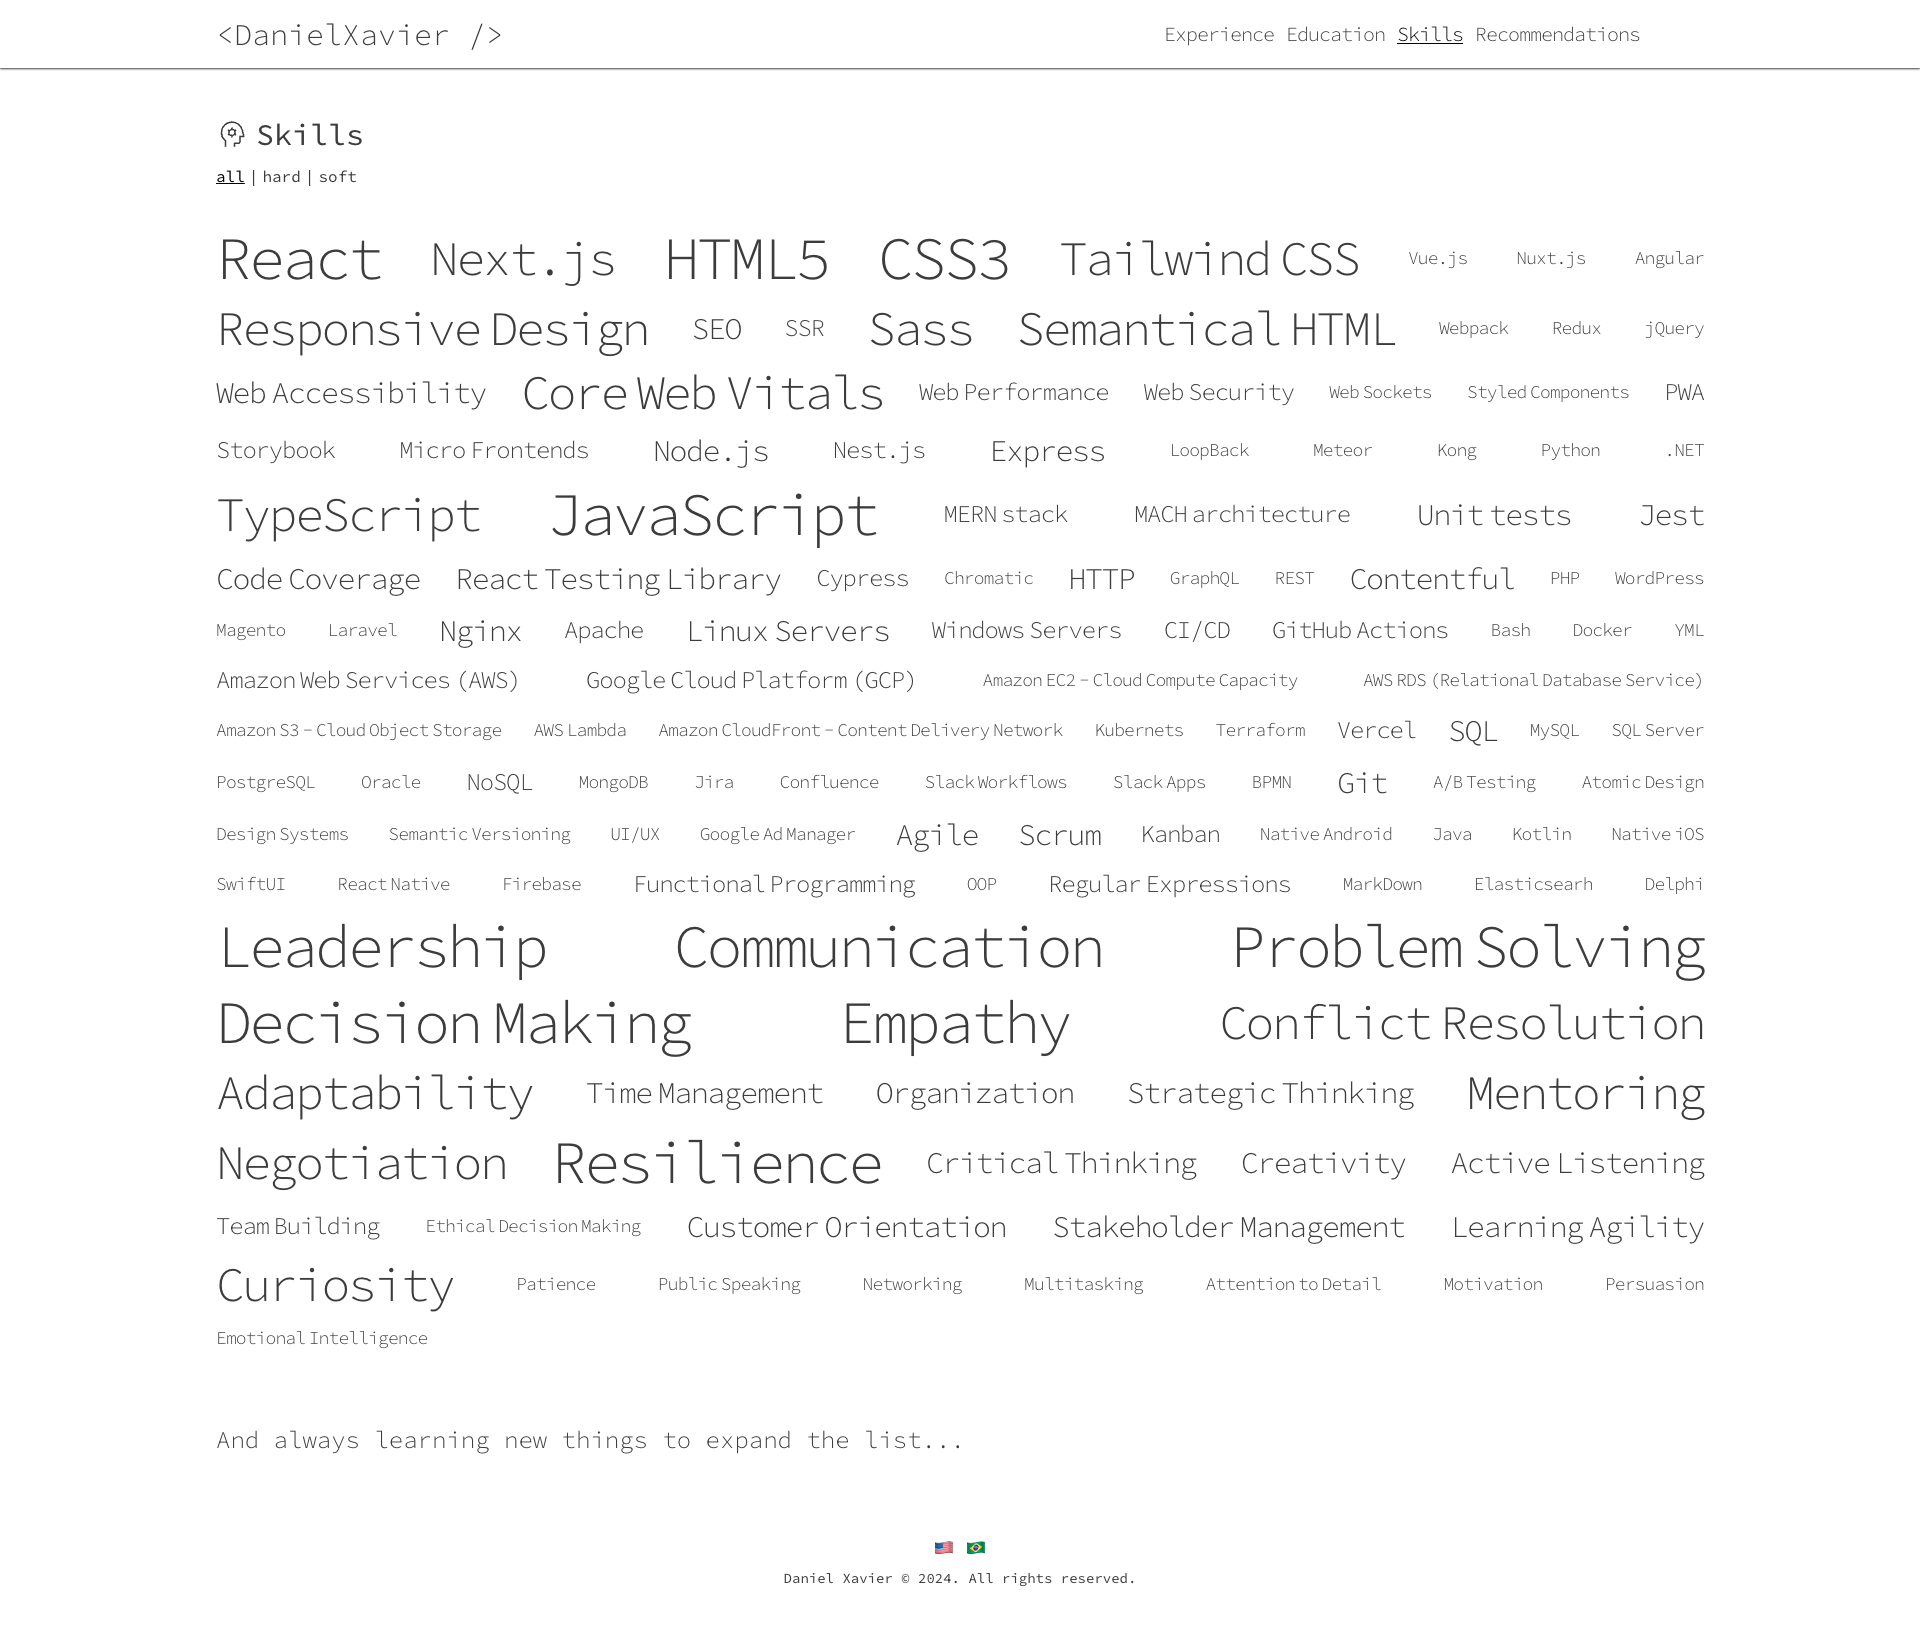 <DanielXavier />
Experience Education Skills Recommendations
Skills
all | hard | soft
React Next.js HTML5 CSS3 Tailwind CSS Vue.js Nuxt.js Angular
Responsive Design SEO SSR Sass Semantical HTML Webpack Redux jQuery
Web Accessibility Core Web Vitals Web Performance Web Security Web Sockets Styled Components PWA
Storybook Micro Frontends Node.js Nest.js Express LoopBack Meteor Kong Python .NET
TypeScript JavaScript MERN stack MACH architecture Unit tests Jest
Code Coverage React Testing Library Cypress Chromatic HTTP GraphQL REST Contentful PHP WordPress
Magento Laravel Nginx Apache Linux Servers Windows Servers CI/CD GitHub Actions Bash Docker YML
Amazon Web Services (AWS) Google Cloud Platform (GCP) Amazon EC2 - Cloud Compute Capacity AWS RDS (Relational Database Service)
Amazon S3 - Cloud Object Storage AWS Lambda Amazon CloudFront - Content Delivery Network Kubernets Terraform Vercel SQL MySQL SQL Server
PostgreSQL Oracle NoSQL MongoDB Jira Confluence Slack Workflows Slack Apps BPMN Git A/B Testing Atomic Design
Design Systems Semantic Versioning UI/UX Google Ad Manager Agile Scrum Kanban Native Android Java Kotlin Native iOS
SwiftUI React Native Firebase Functional Programming OOP Regular Expressions MarkDown Elasticsearh Delphi
Leadership Communication Problem Solving
Decision Making Empathy Conflict Resolution
Adaptability Time Management Organization Strategic Thinking Mentoring
Negotiation Resilience Critical Thinking Creativity Active Listening
Team Building Ethical Decision Making Customer Orientation Stakeholder Management Learning Agility
Curiosity Patience Public Speaking Networking Multitasking Attention to Detail Motivation Persuasion
Emotional Intelligence
And always learning new things to expand the list...
Daniel Xavier © 2024. All rights reserved.